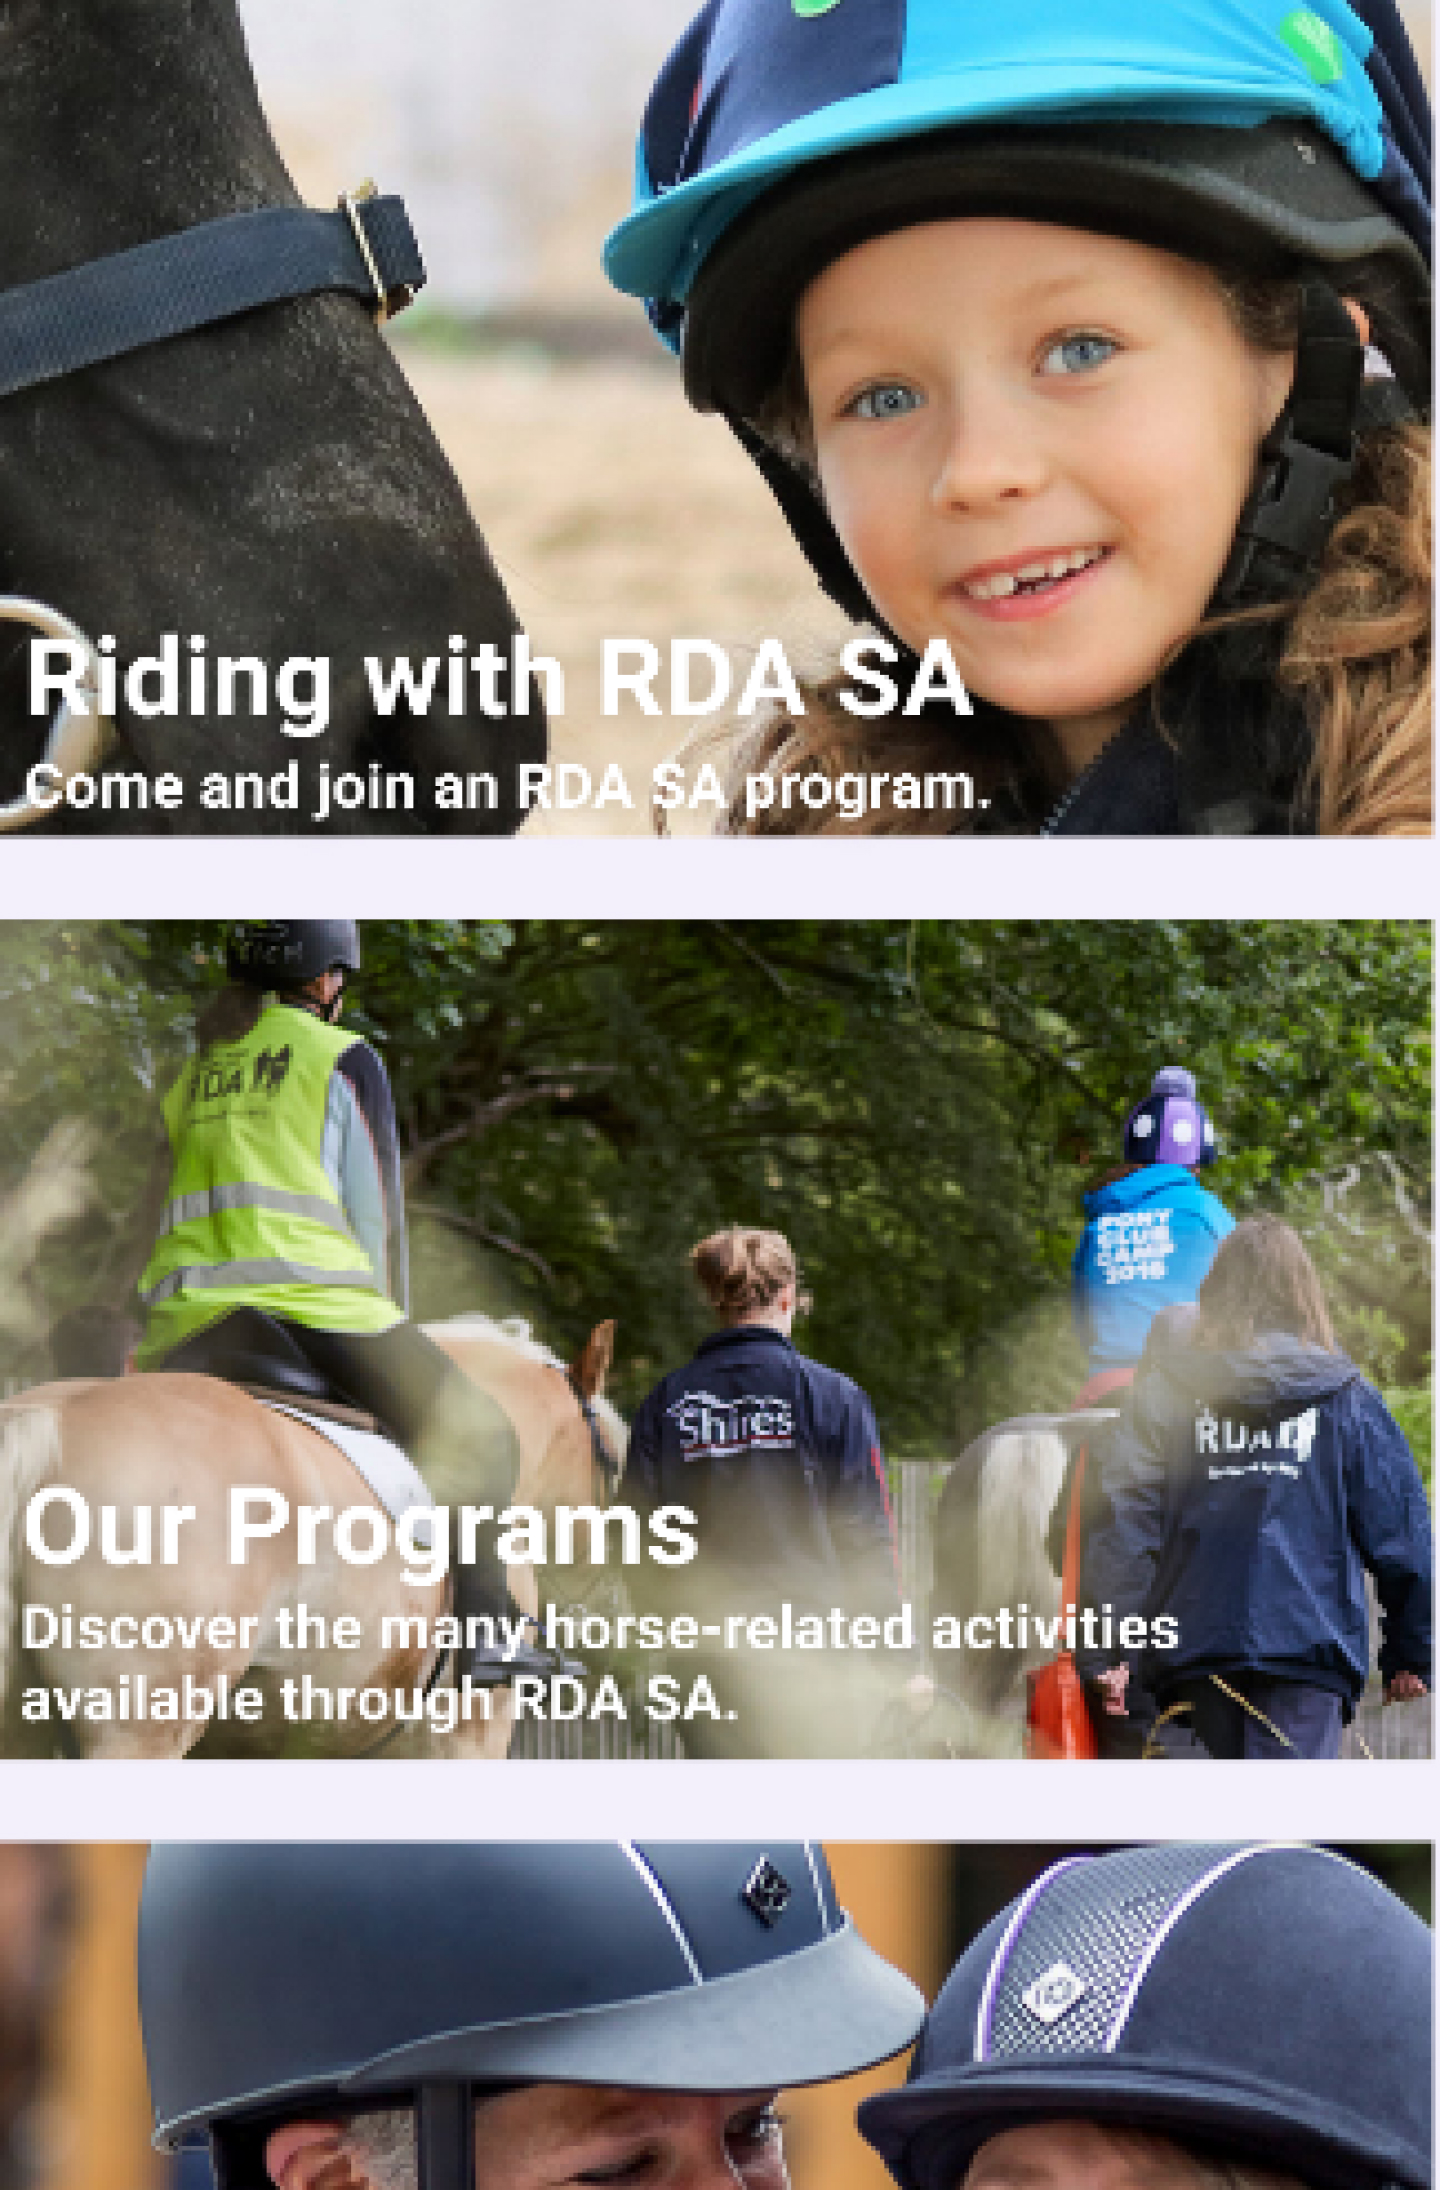 Riding with RDA SA
Come and join an RDA SA program.
RDA
PONY
CLUB
CAMP
2016
Shires
RDA
Our Programs
Discover the many horse-related activities
available through RDA SA.